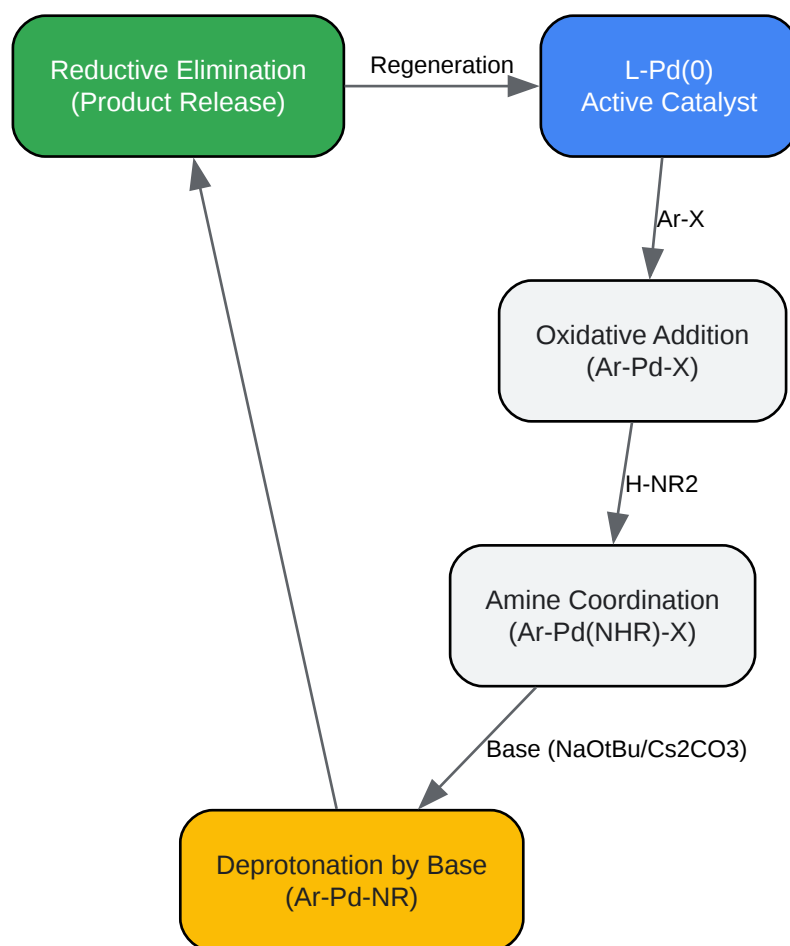 Reductive Elimination
(Product Release)
Regeneration
L-Pd(0)
Active Catalyst
Ar-X
Oxidative Addition
(Ar-Pd-X)
H-NR2
Amine Coordination
(Ar-Pd(NHR)-X)
Base (NaOtBu/Cs2CO3)
Deprotonation by Base
(Ar-Pd-NR)